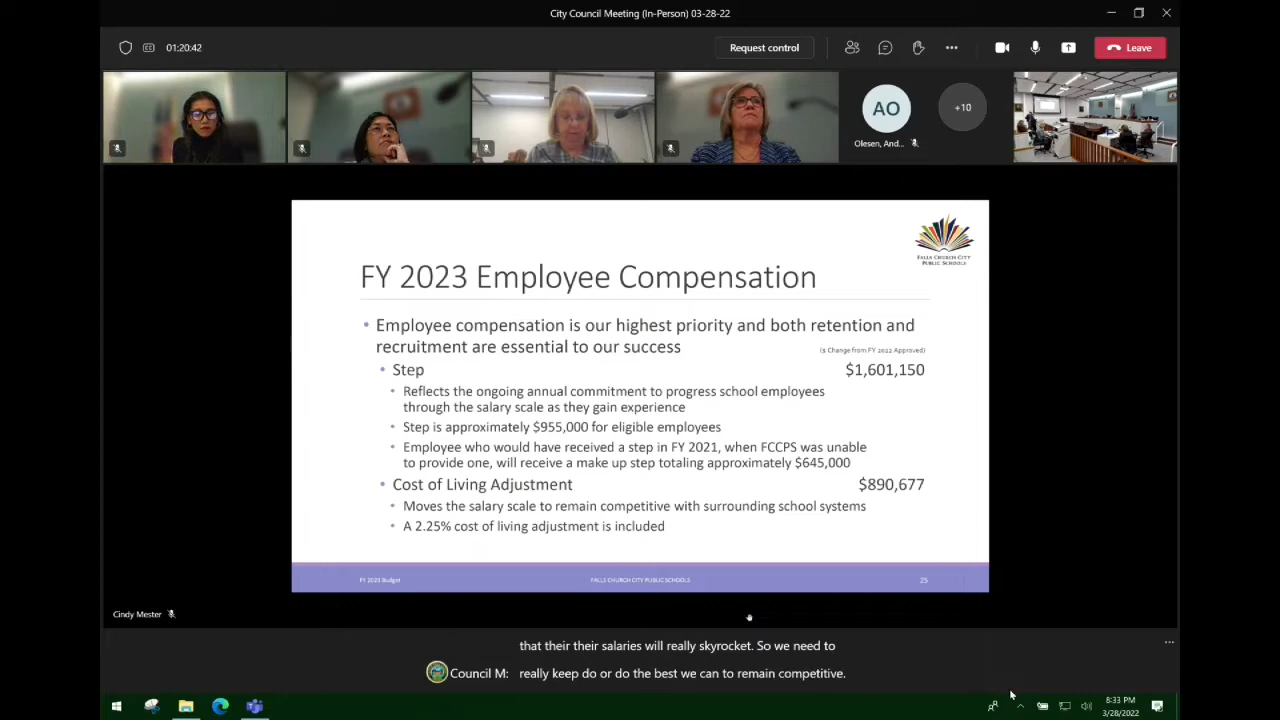 City Council Meeting (In-Person) 03-28-22
01:20:42
Request control
Leave
AO
+10
Olesen, And...
FALLS CHURCH CITY
PUBLIC SCHOOLS
FY 2023 Employee Compensation
• Employee compensation is our highest priority and both retention and
recruitment are essential to our success
($ Change from FY 2022 Approved)
• Step $1,601,150
• Reflects the ongoing annual commitment to progress school employees
through the salary scale as they gain experience
• Step is approximately $955,000 for eligible employees
• Employee who would have received a step in FY 2021, when FCCPS was unable
to provide one, will receive a make up step totaling approximately $645,000
• Cost of Living Adjustment $890,677
• Moves the salary scale to remain competitive with surrounding school systems
• A 2.25% cost of living adjustment is included
FY 2023 Budget FALLS CHURCH CITY PUBLIC SCHOOLS 25
Cindy Mester
that their their salaries will really skyrocket. So we need to
Council M: really keep do or do the best we can to remain competitive.
8:33 PM
3/28/2022